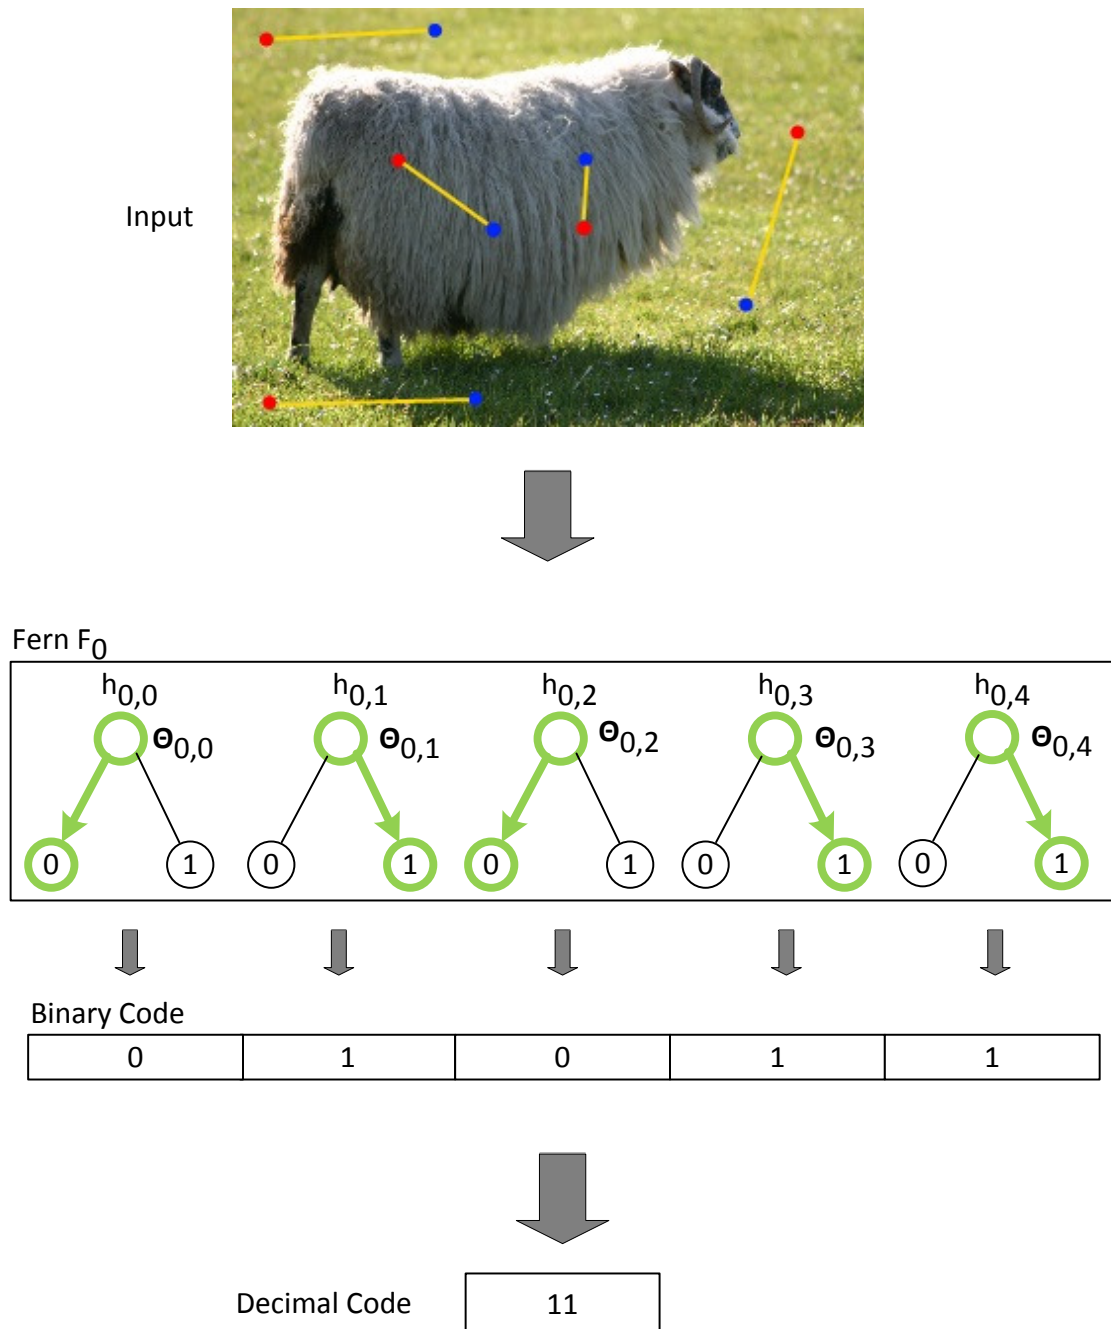 Input
Fern F0
h0,0 h0,1 h0,2 h0,3 h0,4
Θ0,0 Θ0,1 Θ0,2 Θ0,3 Θ0,4
0 1 0 1 0 1 0 1 0 1
Binary Code
0 1 0 1 1
Decimal Code 11